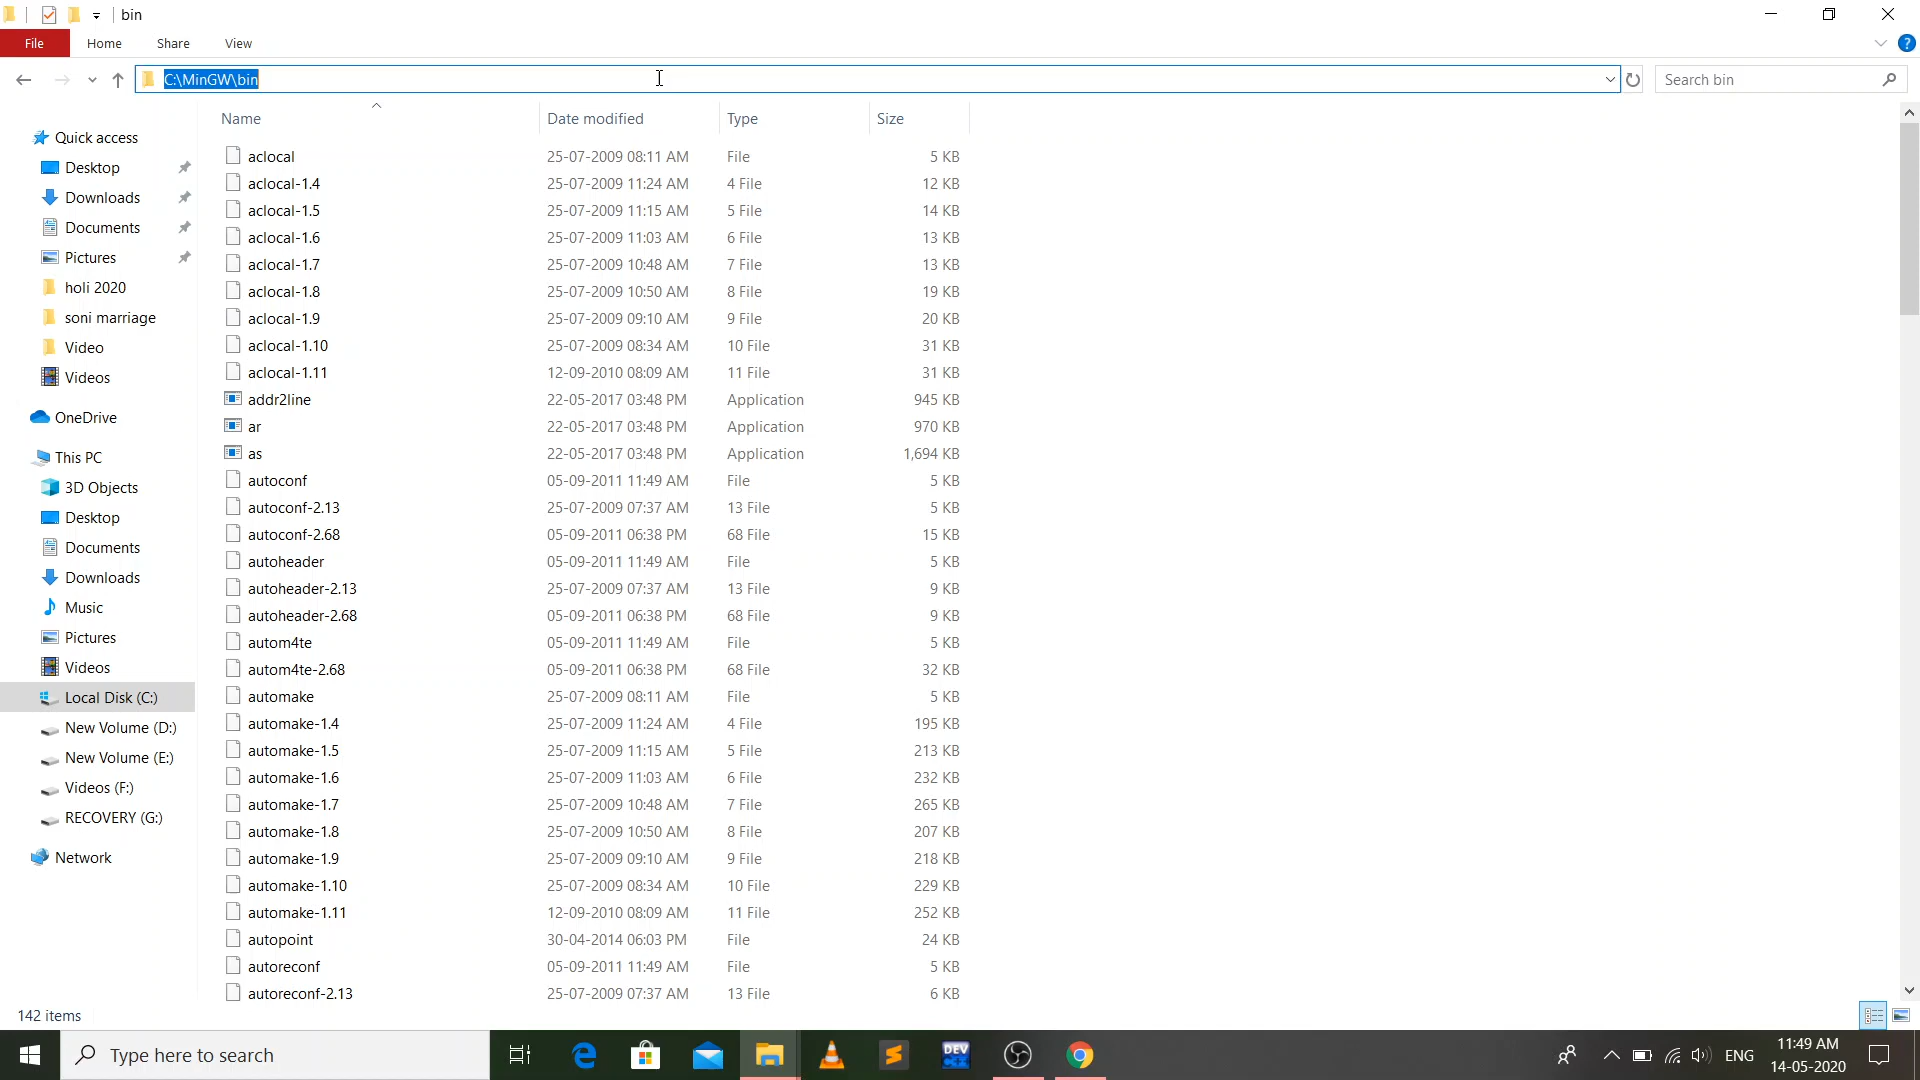 bin
File Home Share View
C:\MinGW\bin Search bin
Name Date modified Type Size
Quick access
Desktop
Downloads
Documents
Pictures
holi 2020
soni marriage
Video
Videos
OneDrive
This PC
3D Objects
Desktop
Documents
Downloads
Music
Pictures
Videos
Local Disk (C:)
New Volume (D:)
New Volume (E:)
Videos (F:)
RECOVERY (G:)
Network
aclocal 25-07-2009 08:11 AM File 5 KB
aclocal-1.4 25-07-2009 11:24 AM 4 File 12 KB
aclocal-1.5 25-07-2009 11:15 AM 5 File 14 KB
aclocal-1.6 25-07-2009 11:03 AM 6 File 13 KB
aclocal-1.7 25-07-2009 10:48 AM 7 File 13 KB
aclocal-1.8 25-07-2009 10:50 AM 8 File 19 KB
aclocal-1.9 25-07-2009 09:10 AM 9 File 20 KB
aclocal-1.10 25-07-2009 08:34 AM 10 File 31 KB
aclocal-1.11 12-09-2010 08:09 AM 11 File 31 KB
addr2line 22-05-2017 03:48 PM Application 945 KB
ar 22-05-2017 03:48 PM Application 970 KB
as 22-05-2017 03:48 PM Application 1,694 KB
autoconf 05-09-2011 11:49 AM File 5 KB
autoconf-2.13 25-07-2009 07:37 AM 13 File 5 KB
autoconf-2.68 05-09-2011 06:38 PM 68 File 15 KB
autoheader 05-09-2011 11:49 AM File 5 KB
autoheader-2.13 25-07-2009 07:37 AM 13 File 9 KB
autoheader-2.68 05-09-2011 06:38 PM 68 File 9 KB
autom4te 05-09-2011 11:49 AM File 5 KB
autom4te-2.68 05-09-2011 06:38 PM 68 File 32 KB
automake 25-07-2009 08:11 AM File 5 KB
automake-1.4 25-07-2009 11:24 AM 4 File 195 KB
automake-1.5 25-07-2009 11:15 AM 5 File 213 KB
automake-1.6 25-07-2009 11:03 AM 6 File 232 KB
automake-1.7 25-07-2009 10:48 AM 7 File 265 KB
automake-1.8 25-07-2009 10:50 AM 8 File 207 KB
automake-1.9 25-07-2009 09:10 AM 9 File 218 KB
automake-1.10 25-07-2009 08:34 AM 10 File 229 KB
automake-1.11 12-09-2010 08:09 AM 11 File 252 KB
autopoint 30-04-2014 06:03 PM File 24 KB
autoreconf 05-09-2011 11:49 AM File 5 KB
autoreconf-2.13 25-07-2009 07:37 AM 13 File 6 KB
142 items
Type here to search DEV ENG 11:49 AM
14-05-2020